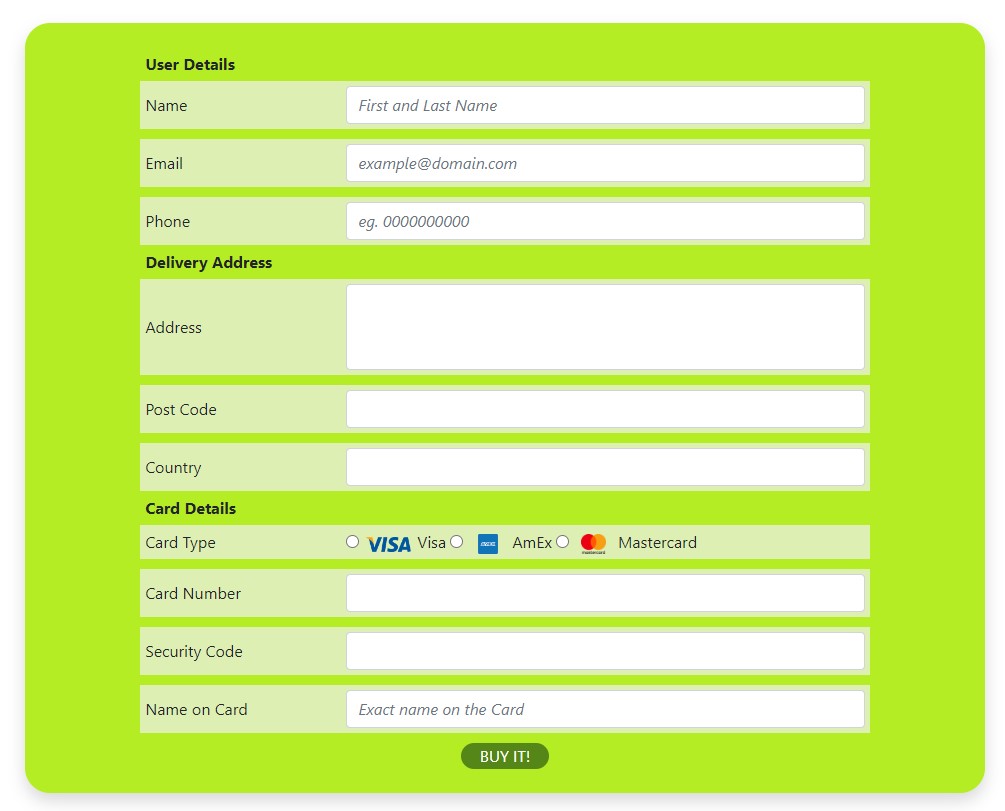 User Details
Name First and Last Name
Email example@domain.com
Phone eg. 0000000000
Delivery Address
Address
Post Code
Country
Card Details
Card Type VISA Visa AmEx mastercard Mastercard
Card Number
Security Code
Name on Card Exact name on the Card
BUY IT!